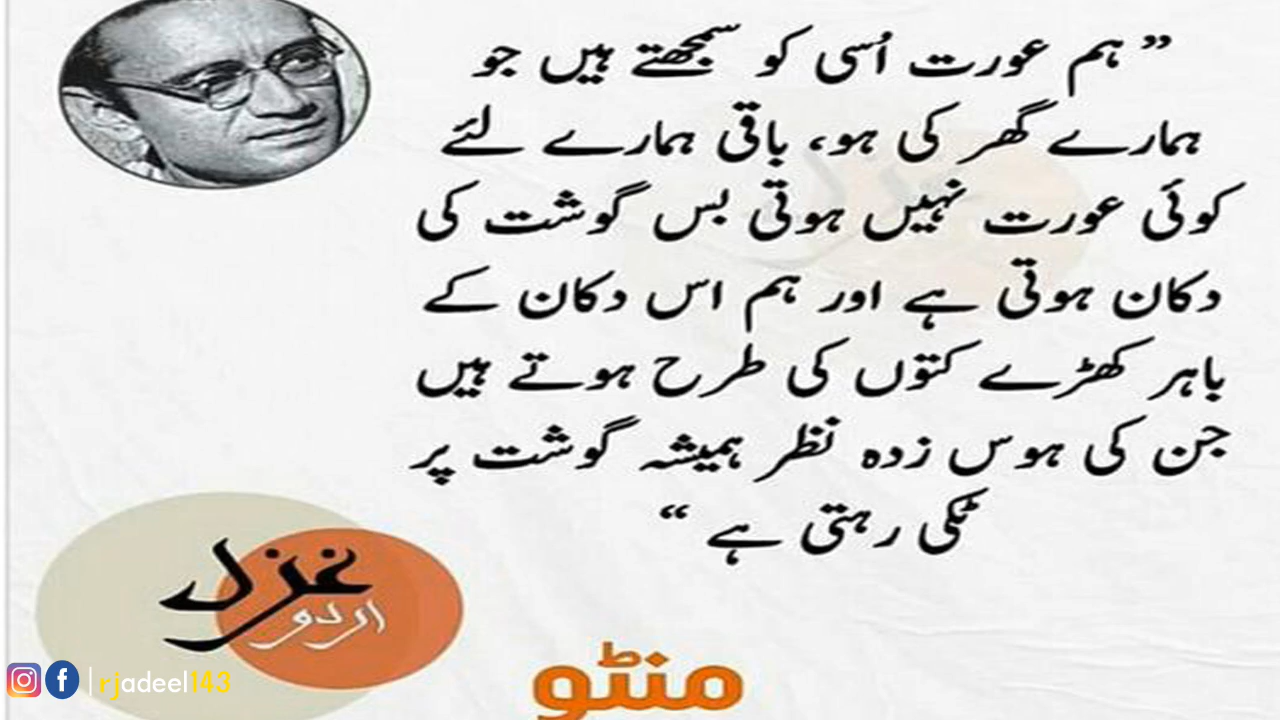 ” ہم عورت اُسی کو سمجھتے ہیں جو
ہمارے گھر کی ہو، باقی ہمارے لئے
کوئی عورت نہیں ہوتی بس گوشت کی
دکان ہوتی ہے اور ہم اس دکان کے
باہر کھڑے کتوں کی طرح ہوتے ہیں
جن کی ہوس زدہ نظر ہمیشہ گوشت پر
ٹکی رہتی ہے “
غزل
اردو
منٹو
rjadeel143